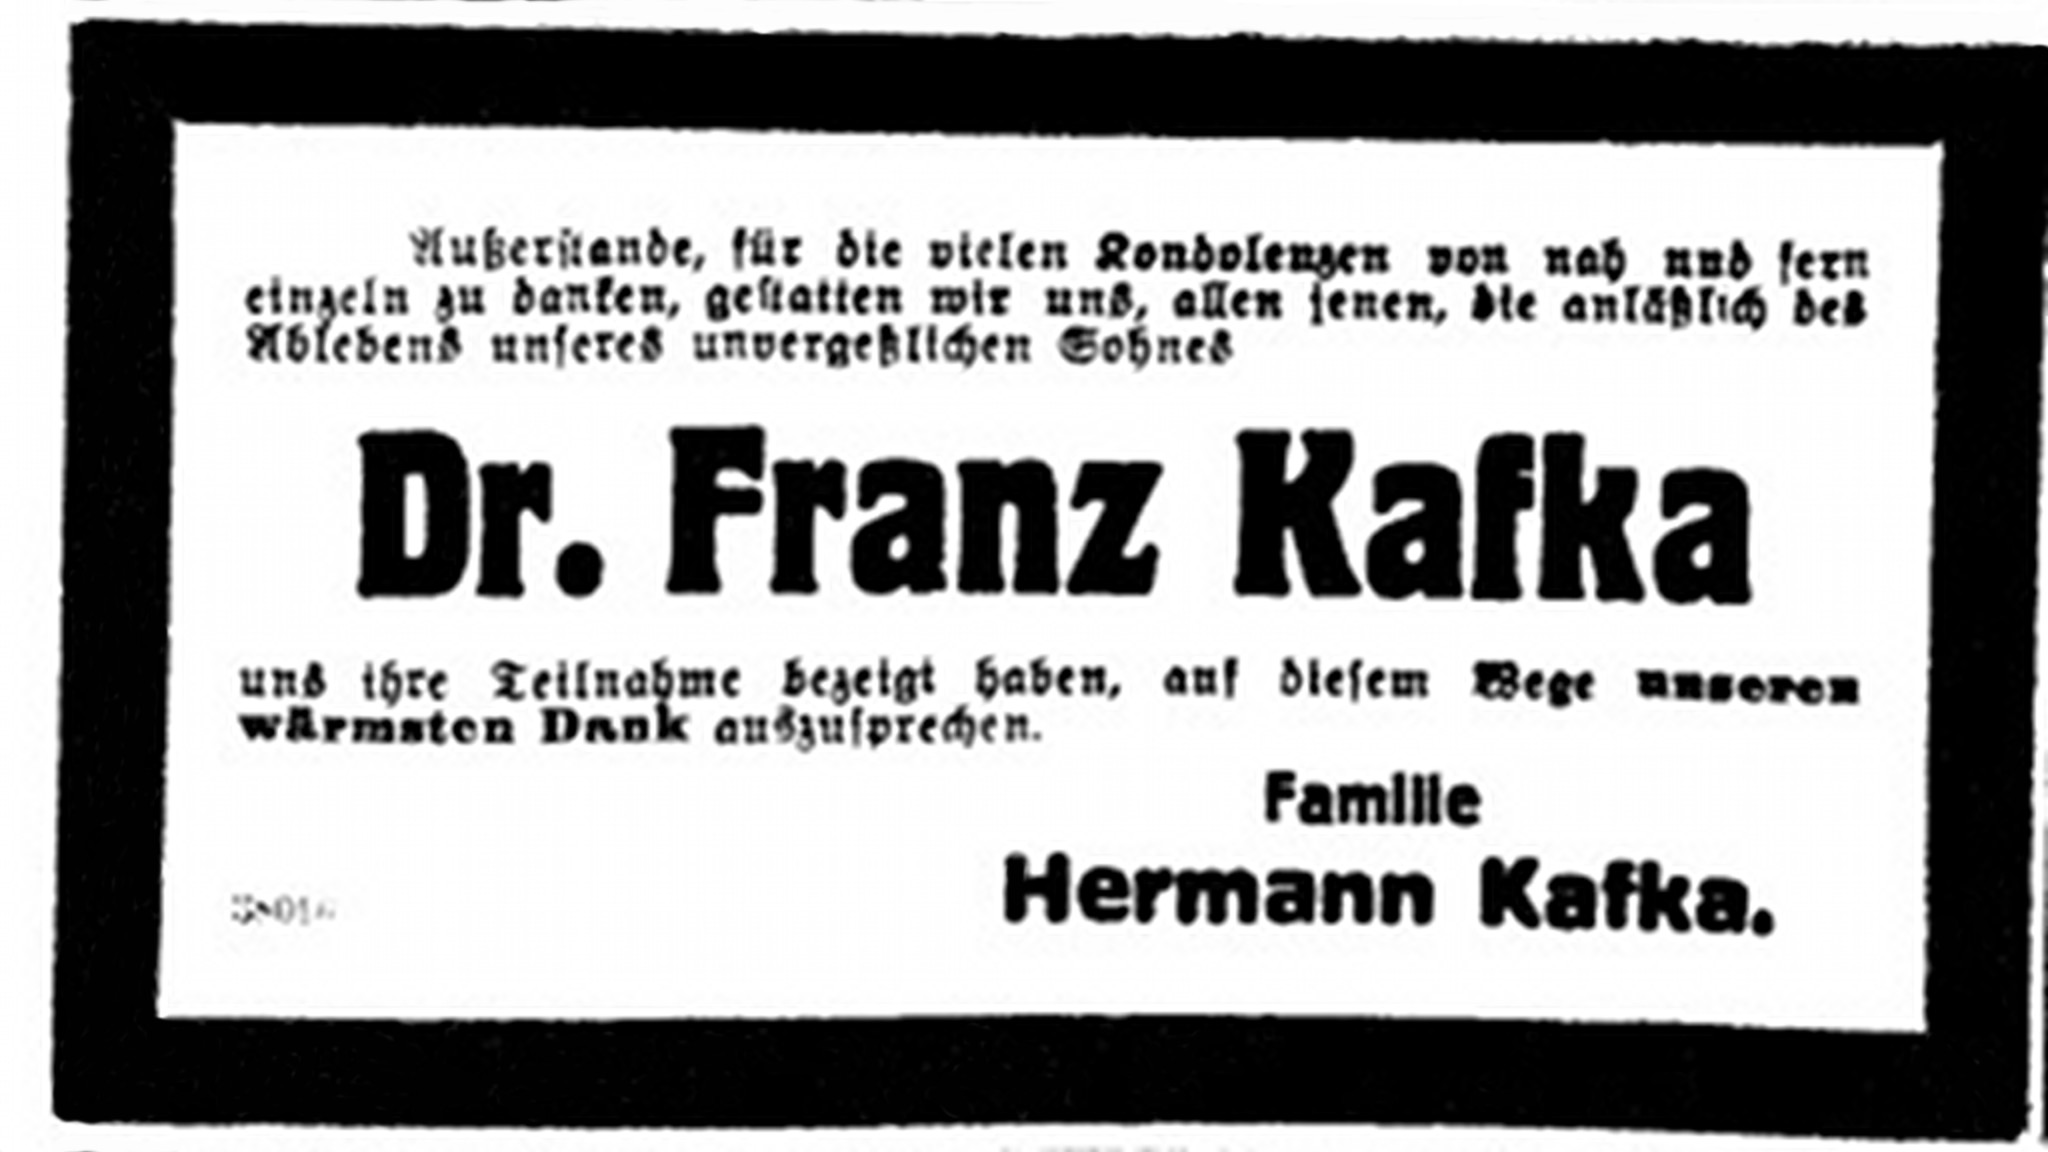 Außerstande, für die vielen Kondolenzen von nah und fern
einzeln zu danken, gestatten wir uns, allen jenen, die anläßlich des
Ablebens unseres unvergeßlichen Sohnes
Dr. Franz Kafka
uns ihre Teilnahme bezeigt haben, auf diesem Wege unseren
wärmsten Dank auszusprechen.
Familie
Hermann Kafka.